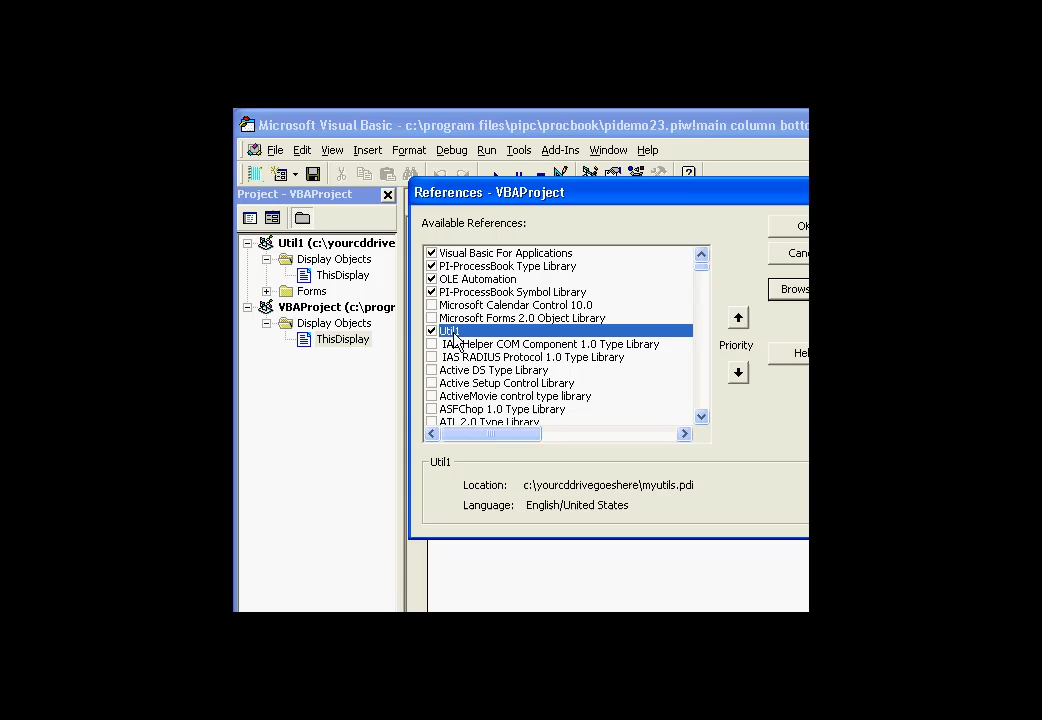 Microsoft Visual Basic - c:\program files\pipc\procbook\pidemo23.piw!main column botto
File Edit View Insert Format Debug Run Tools Add-Ins Window Help
Project - VBAProject
Util1 (c:\yourcddrive
Display Objects
ThisDisplay
Forms
VBAProject (c:\progr
Display Objects
ThisDisplay
References - VBAProject
Available References:
Visual Basic For Applications
PI-ProcessBook Type Library
OLE Automation
PI-ProcessBook Symbol Library
Microsoft Calendar Control 10.0
Microsoft Forms 2.0 Object Library
Util1
IAS Helper COM Component 1.0 Type Library
IAS RADIUS Protocol 1.0 Type Library
Active DS Type Library
Active Setup Control Library
ActiveMovie control type library
ASFChop 1.0 Type Library
ATL 2.0 Type Library
OK
Canc
Brows
Priority
Hel
Util1
Location: c:\yourcddrivegoeshere\myutils.pdi
Language: English/United States